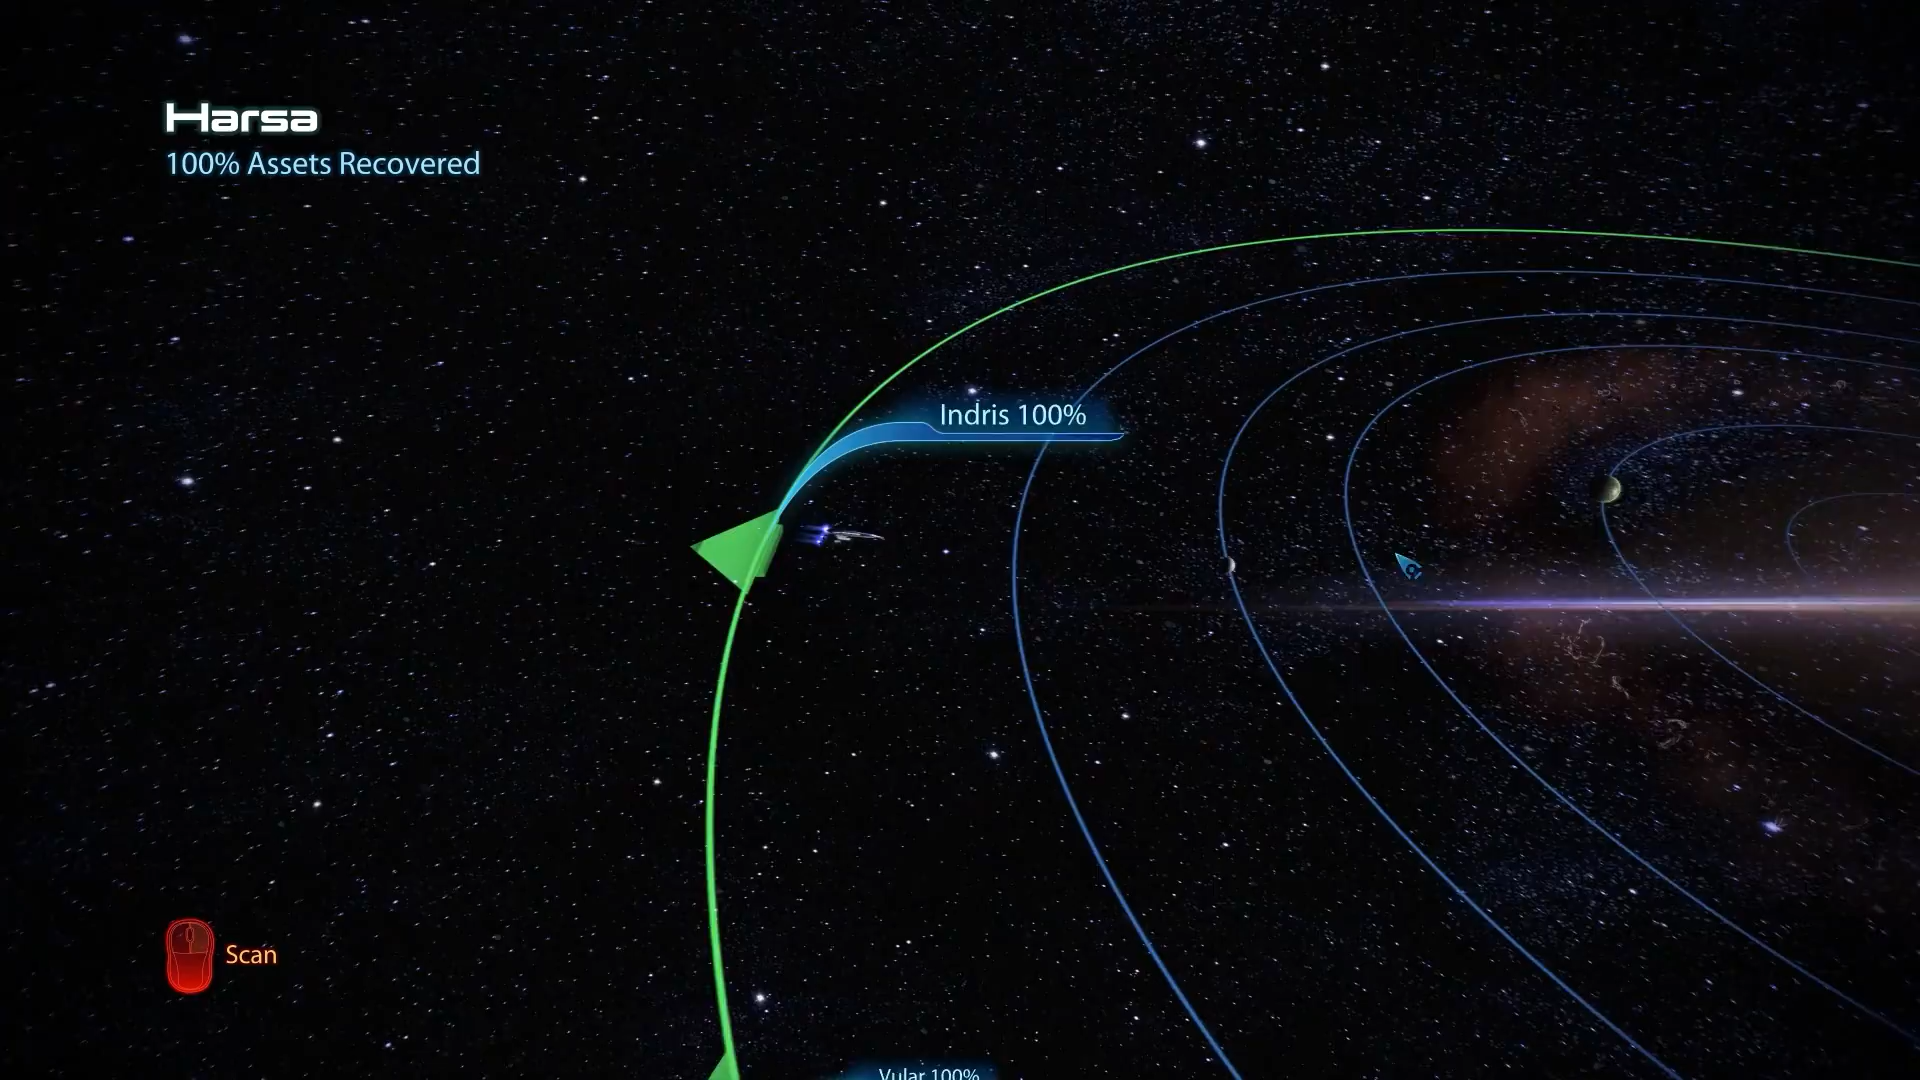 Harsa
100% Assets Recovered
Indris 100%
Scan
Vular 100%